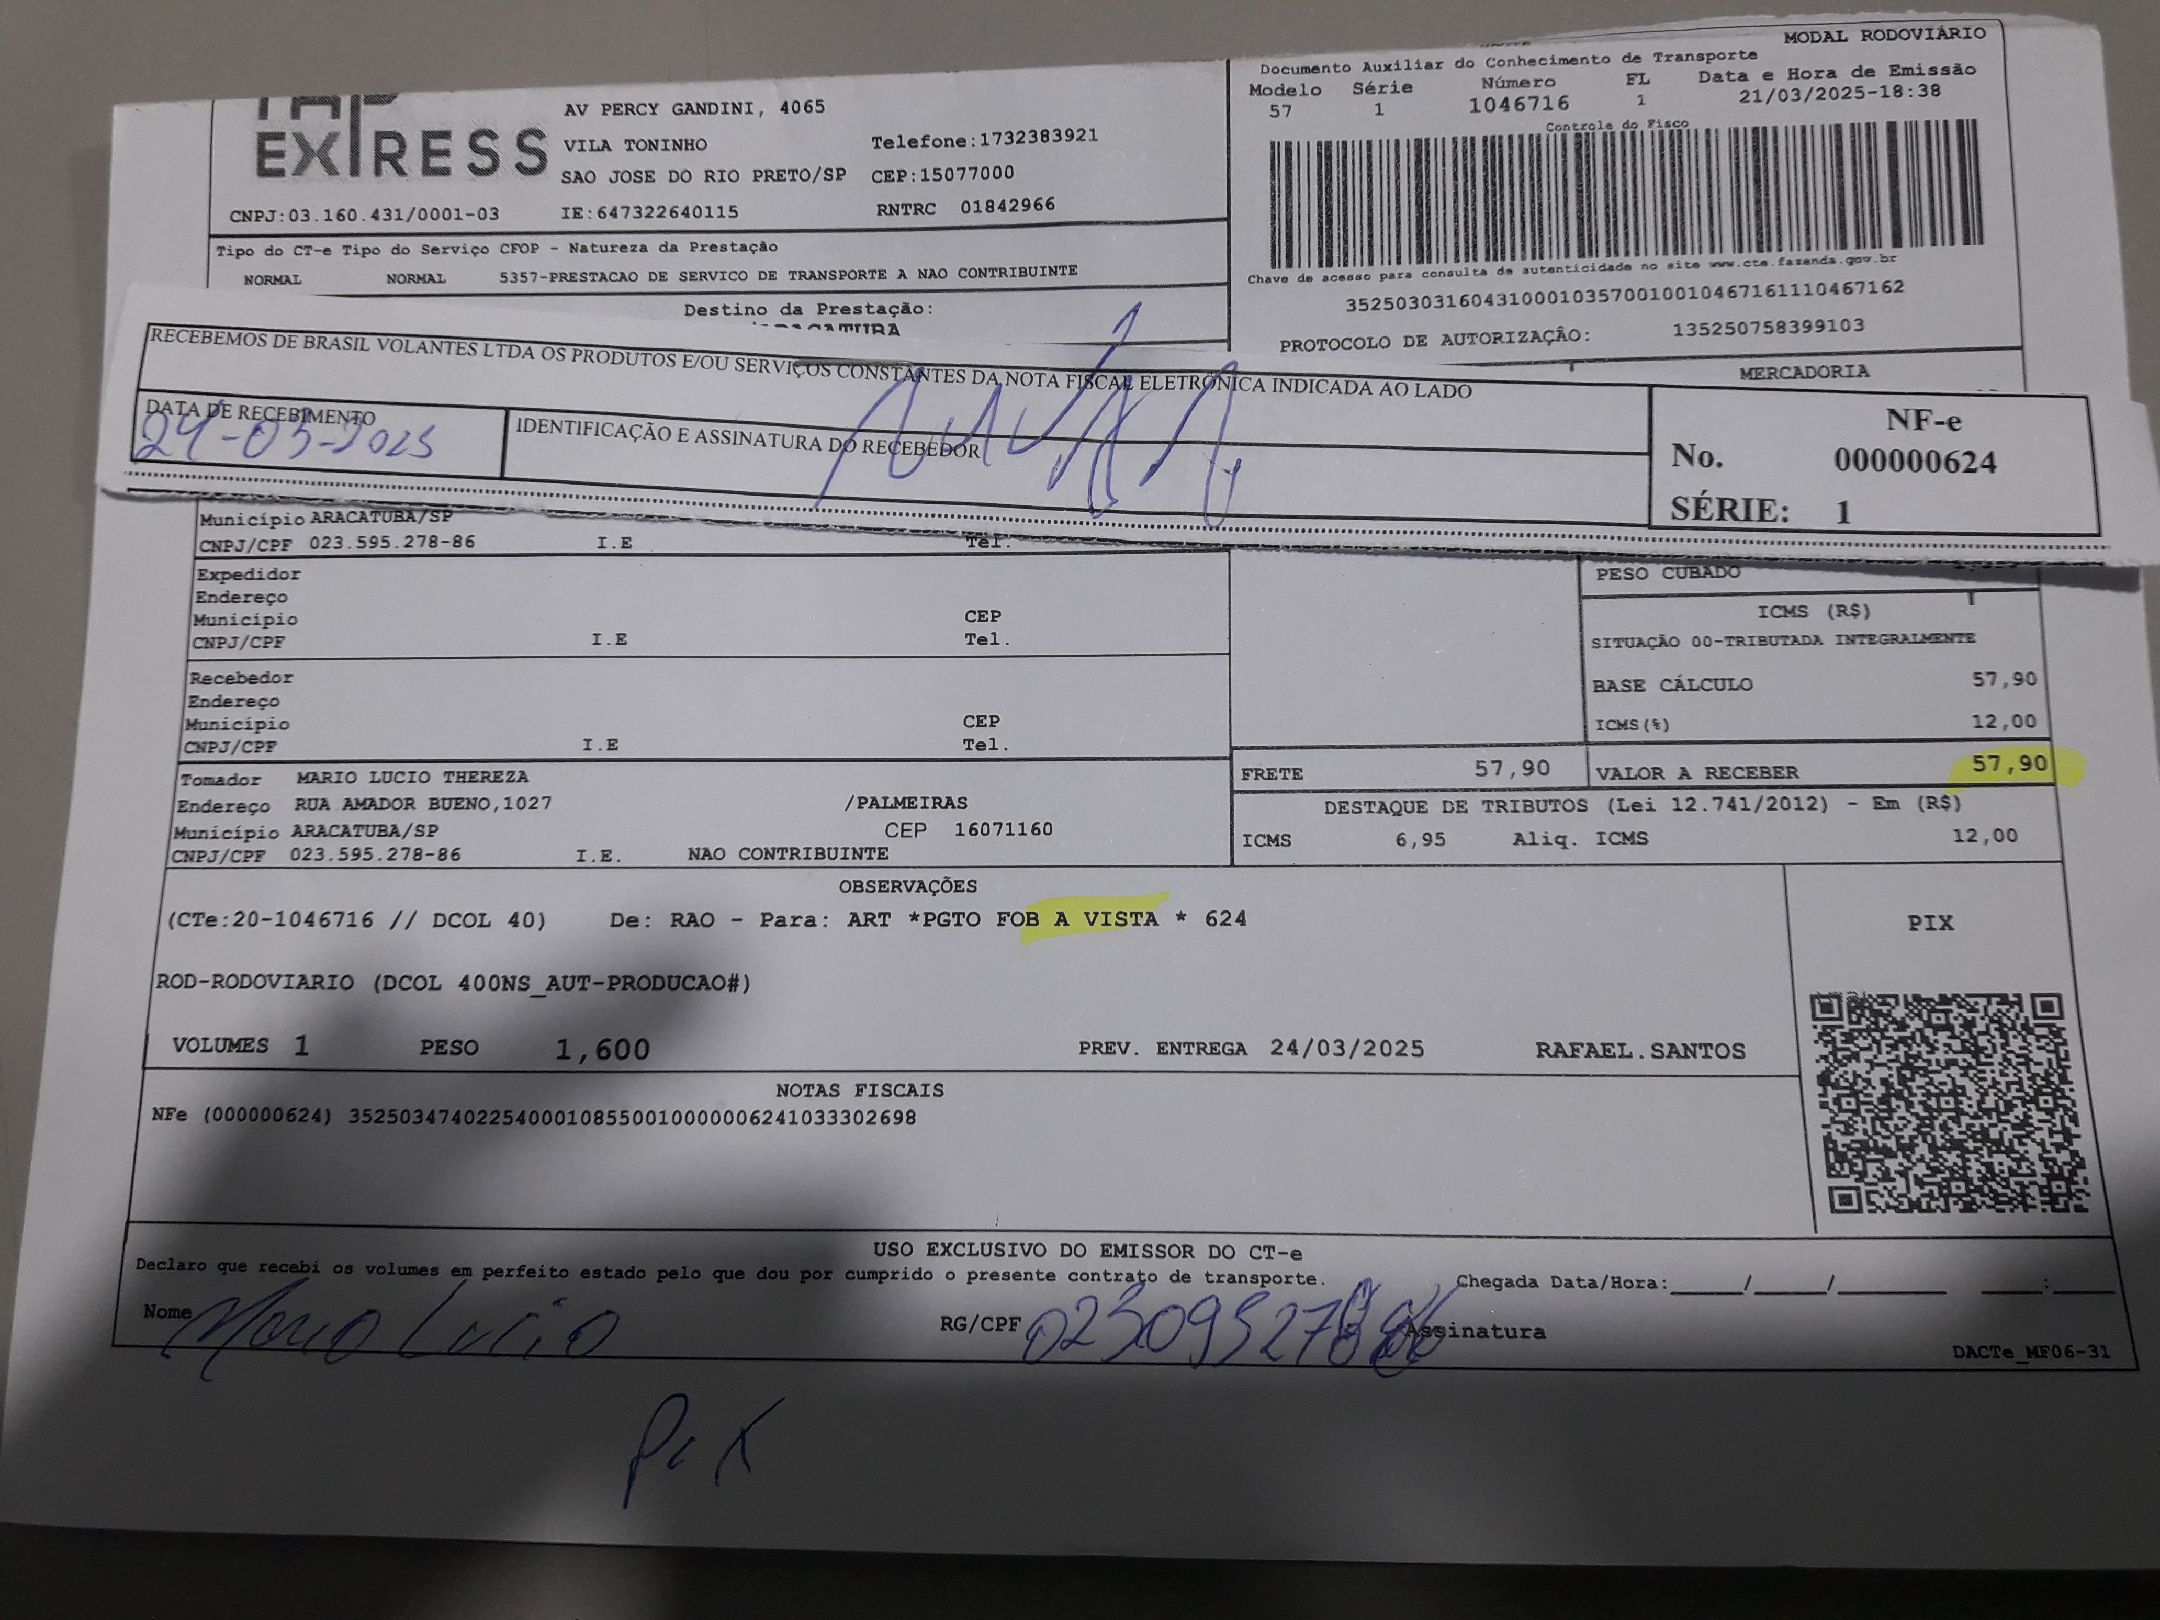 MODAL RODOVIÁRIO
EXPRESS
AV PERCY GANDINI, 4065
VILA TONINHO Telefone:1732383921
SAO JOSE DO RIO PRETO/SP CEP:15077000
CNPJ:03.160.431/0001-03 IE:647322640115 RNTRC 01842966
Documento Auxiliar do Conhecimento de Transporte
Modelo Série Número FL Data e Hora de Emissão
57 1 1046716 1 21/03/2025-18:38
Controle do Fisco
Chave de acesso para consulta de autenticidade no site www.cte.fazenda.gov.br
35250303160431000103570010010467161110467162
PROTOCOLO DE AUTORIZAÇÂO: 135250758399103
Tipo do CT-e Tipo do Serviço CFOP - Natureza da Prestação
NORMAL NORMAL 5357-PRESTACAO DE SERVICO DE TRANSPORTE A NAO CONTRIBUINTE
Destino da Prestação:
MERCADORIA
RECEBEMOS DE BRASIL VOLANTES LTDA OS PRODUTOS E/OU SERVIÇOS CONSTANTES DA NOTA FISCAL ELETRÔNICA INDICADA AO LADO
DATA DE RECEBIMENTO
24-03-2025
IDENTIFICAÇÃO E ASSINATURA DO RECEBEDOR
NF-e
No. 000000624
SÉRIE: 1
Município ARACATUBA/SP
CNPJ/CPF 023.595.278-86 I.E Tel.
Expedidor
Endereço
Município CEP
CNPJ/CPF I.E Tel.
Recebedor
Endereço
Município CEP
CNPJ/CPF I.E Tel.
PESO CUBADO
ICMS (R$)
SITUAÇÃO 00-TRIBUTADA INTEGRALMENTE
BASE CÁLCULO 57,90
ICMS(%) 12,00
FRETE 57,90 VALOR A RECEBER 57,90
Tomador MARIO LUCIO THEREZA
Endereço RUA AMADOR BUENO,1027 /PALMEIRAS
Município ARACATUBA/SP CEP 16071160
CNPJ/CPF 023.595.278-86 I.E. NAO CONTRIBUINTE
DESTAQUE DE TRIBUTOS (Lei 12.741/2012) - Em (R$)
ICMS 6,95 Aliq. ICMS 12,00
OBSERVAÇÕES
(CTe:20-1046716 // DCOL 40) De: RAO - Para: ART *PGTO FOB A VISTA * 624
ROD-RODOVIARIO (DCOL 400NS_AUT-PRODUCAO#)
VOLUMES 1 PESO 1,600 PREV. ENTREGA 24/03/2025 RAFAEL.SANTOS
PIX
NOTAS FISCAIS
NFe (000000624) 35250347402254000108550010000006241033302698
USO EXCLUSIVO DO EMISSOR DO CT-e
Declaro que recebi os volumes em perfeito estado pelo que dou por cumprido o presente contrato de transporte. Chegada Data/Hora:____/____/______ ____:____
Nome Mario Lucio RG/CPF Assinatura
DACTe_MF06-31
Pix